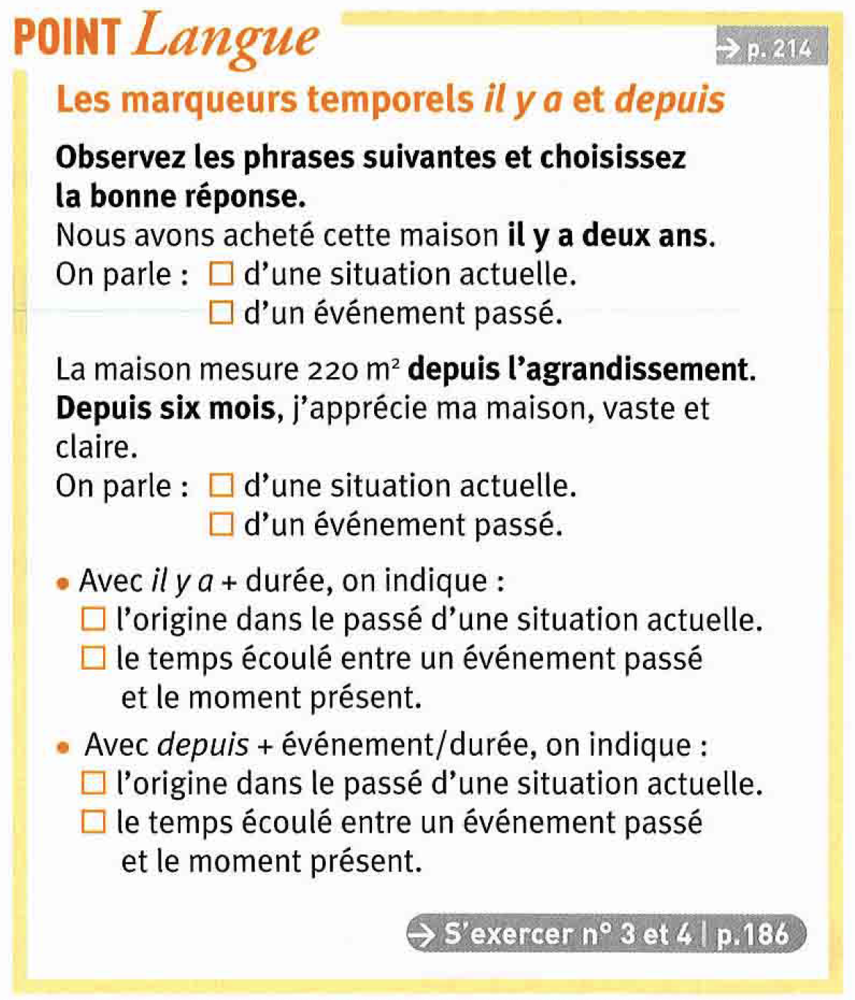 POINT Langue
→ p. 214
Les marqueurs temporels il y a et depuis
Observez les phrases suivantes et choisissez
la bonne réponse.
Nous avons acheté cette maison il y a deux ans.
On parle : □ d'une situation actuelle.
□ d'un événement passé.
La maison mesure 220 m² depuis l'agrandissement.
Depuis six mois, j'apprécie ma maison, vaste et
claire.
On parle : □ d'une situation actuelle.
□ d'un événement passé.
• Avec il y a + durée, on indique :
□ l'origine dans le passé d'une situation actuelle.
□ le temps écoulé entre un événement passé
et le moment présent.
• Avec depuis + événement/durée, on indique :
□ l'origine dans le passé d'une situation actuelle.
□ le temps écoulé entre un événement passé
et le moment présent.
→ S'exercer n° 3 et 4 | p.186